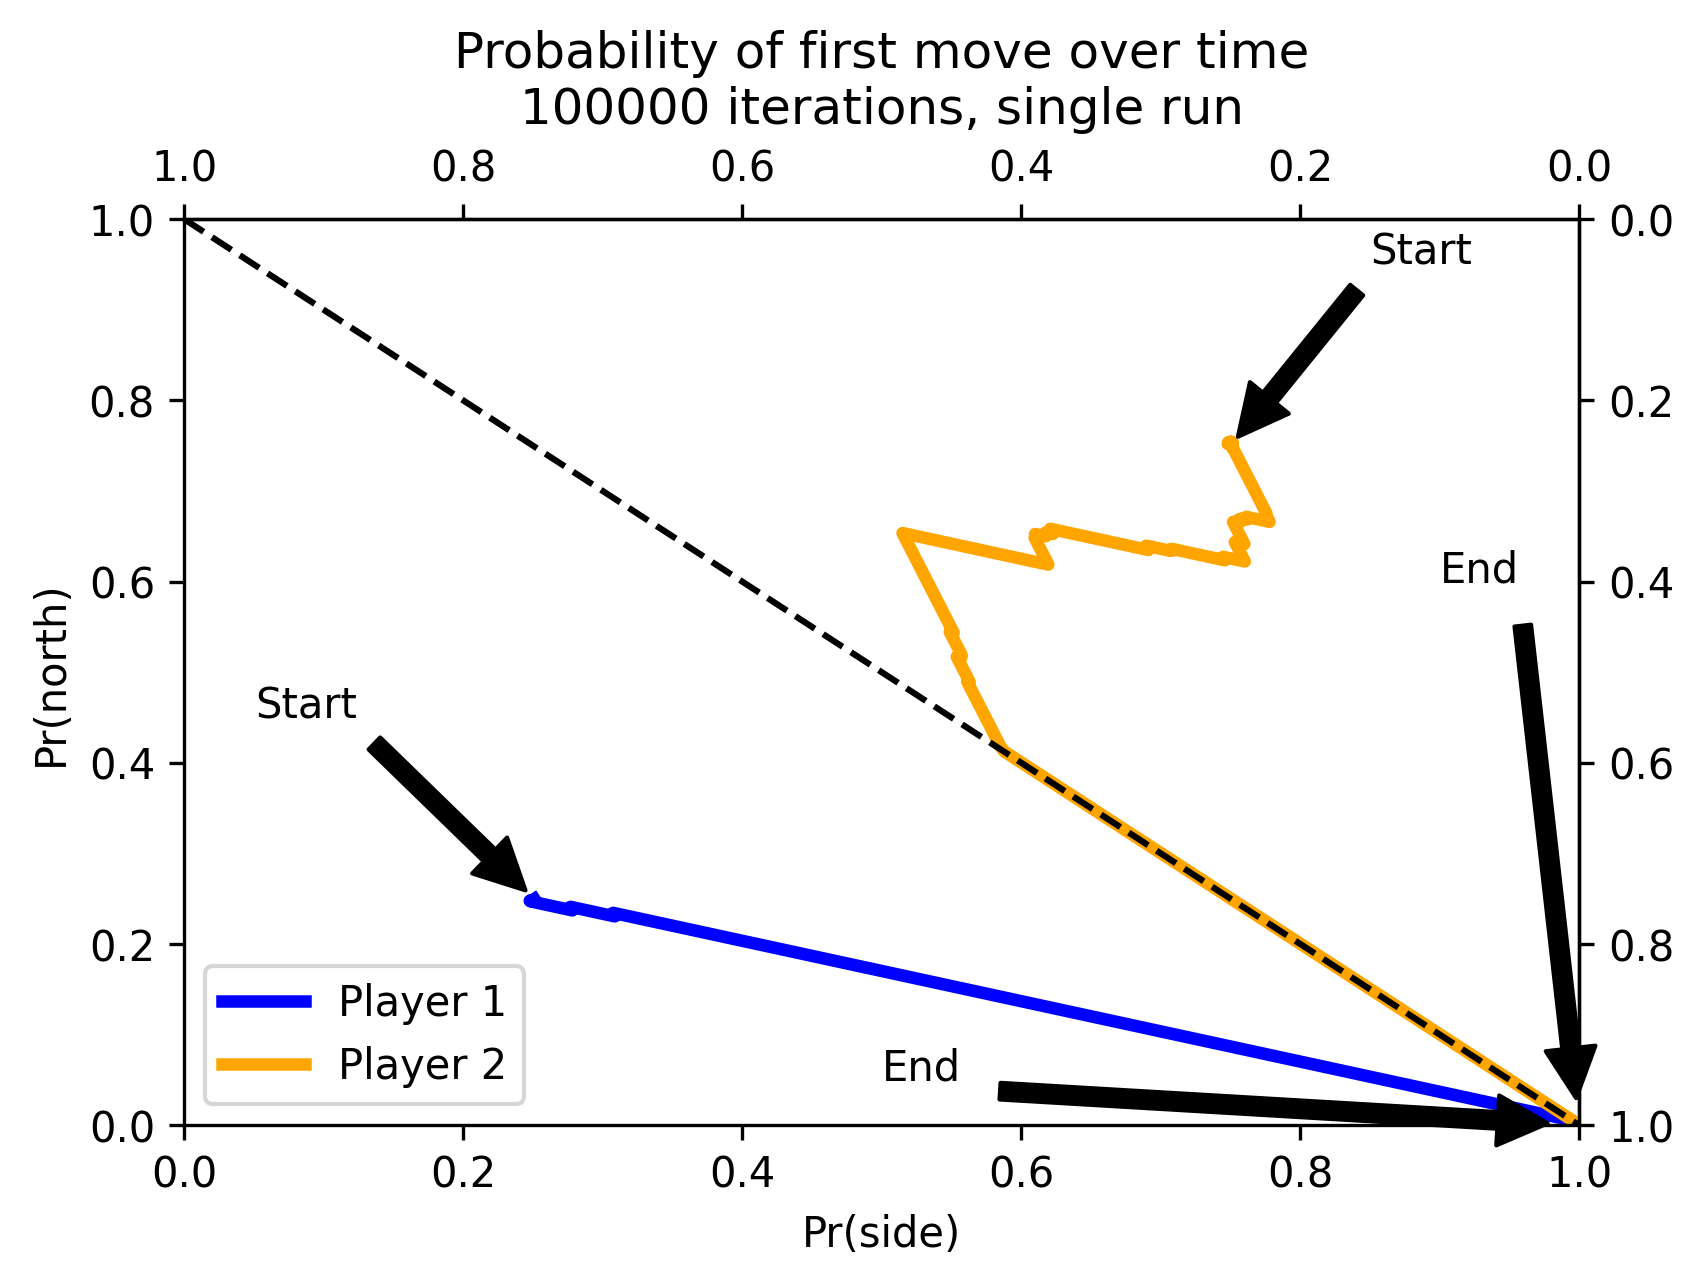 Probability of first move over time
100000 iterations, single run
1.0 0.8 0.6 0.4 0.2 0.0
1.0 0.0
Start
0.8 0.2
End
0.6 0.4
Pr(north)
Start
0.4 0.6
0.2 0.8
Player 1
Player 2
End
0.0 1.0
0.0 0.2 0.4 0.6 0.8 1.0
Pr(side)